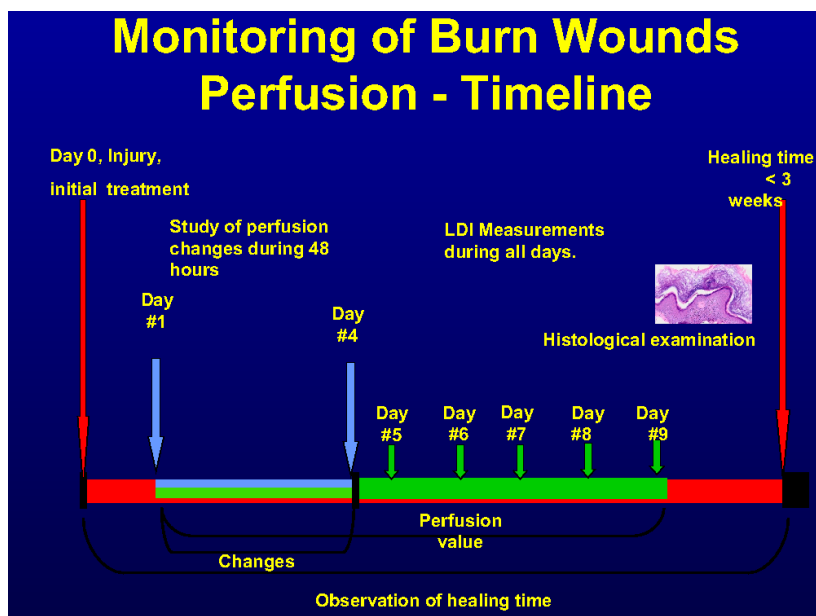 Monitoring of Burn Wounds
Perfusion - Timeline
Day 0, Injury,
initial treatment
Healing time
< 3
weeks
Study of perfusion
changes during 48
hours
LDI Measurements
during all days.
Day
#1
Day
#4
Histological examination
Day
#5
Day
#6
Day
#7
Day
#8
Day
#9
Perfusion
value
Changes
Observation of healing time